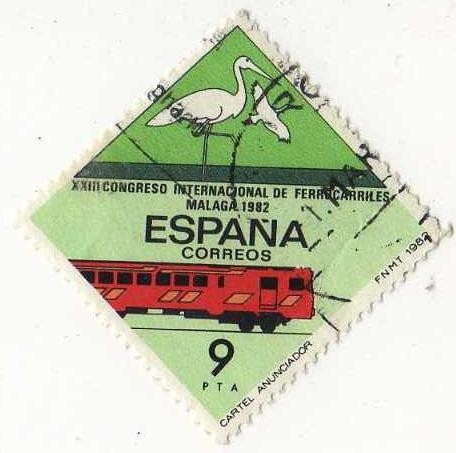 XXIII CONGRESO INTERNACIONAL DE FERROCARRILES
MALAGA 1982
ESPAÑA
CORREOS
9
PTA
CARTEL ANUNCIADOR
FNMT 1982